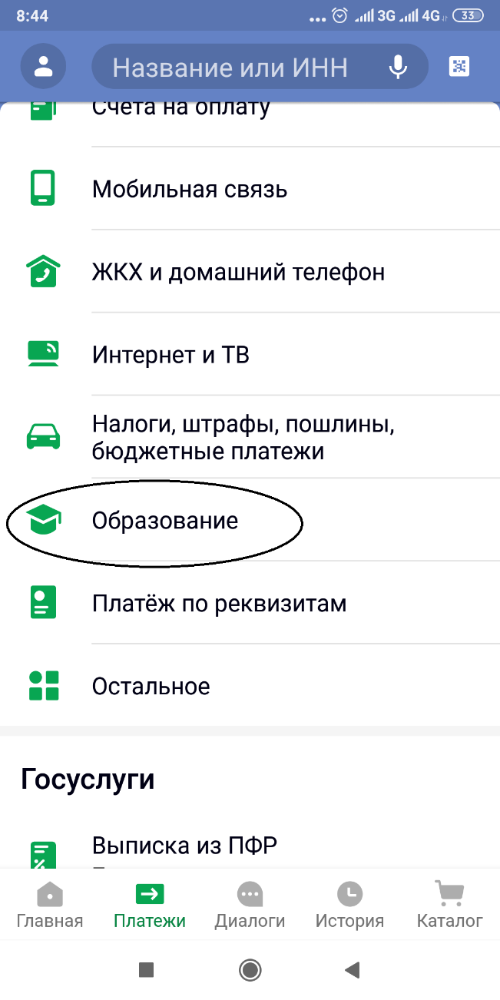 8:44
3G 4G 33
Название или ИНН
Счета на оплату
Мобильная связь
ЖКХ и домашний телефон
Интернет и ТВ
Налоги, штрафы, пошлины,
бюджетные платежи
Образование
Платёж по реквизитам
Остальное
Госуслуги
Выписка из ПФР
Главная
Платежи
Диалоги
История
Каталог